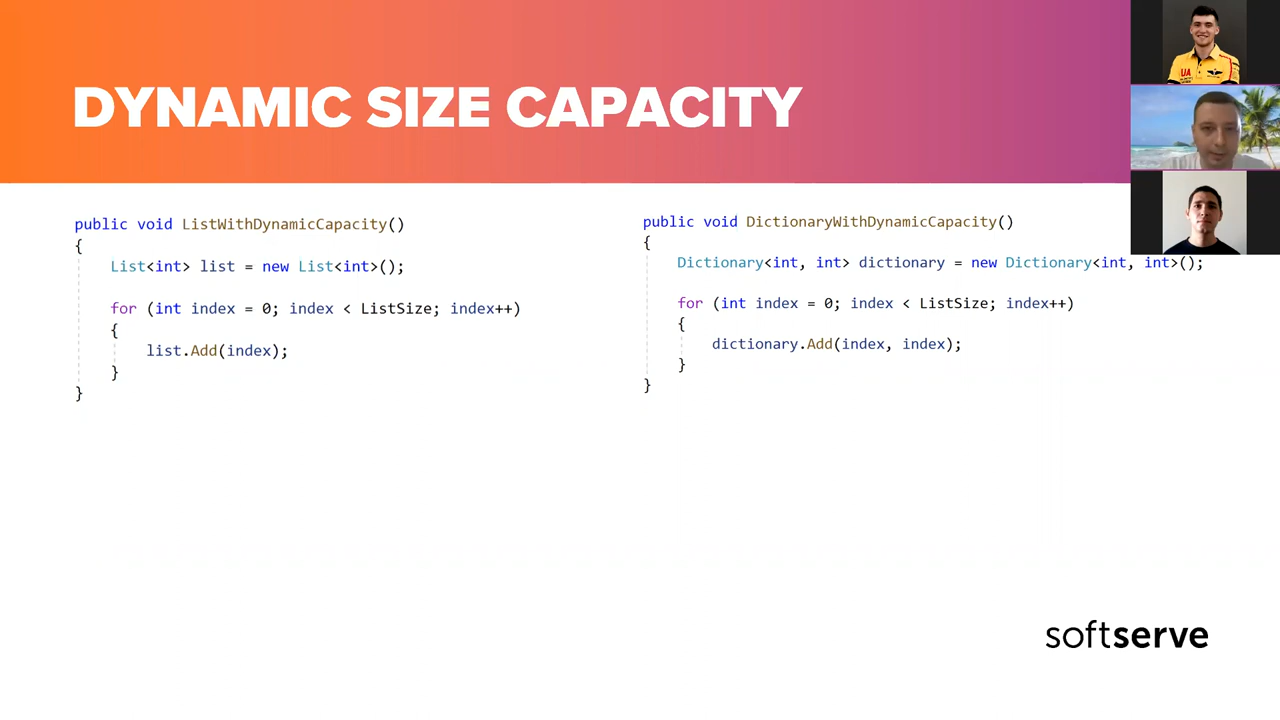 DYNAMIC SIZE CAPACITY
public void ListWithDynamicCapacity()
{
List<int> list = new List<int>();
for (int index = 0; index < ListSize; index++)
{
list.Add(index);
}
}
public void DictionaryWithDynamicCapacity()
{
Dictionary<int, int> dictionary = new Dictionary<int, int>();
for (int index = 0; index < ListSize; index++)
{
dictionary.Add(index, index);
}
}
UA
softserve